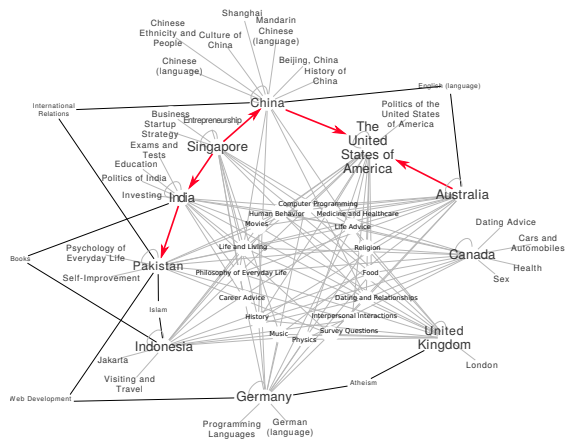 Shanghai
Chinese
Ethnicity and
People
Mandarin
Chinese
(language)
Culture of
China
Chinese
(language)
Beijing, China
History of
China
English (language)
International
Relations
China
Politics of the
United States
of America
Business
Startup
Strategy
Entrepreneurship
The
United
States of
America
Singapore
Exams and
Tests
Education
Politics of India
Investing
India
Australia
Computer Programming
Human Behavior
Medicine and Healthcare
Movies
Life Advice
Dating Advice
Cars and
Automobiles
Health
Sex
Canada
Life and Living
Religion
Psychology of
Everyday Life
Self-Improvement
Books
Pakistan
Philosophy of Everyday Life
Food
Career Advice
Dating and Relationships
Islam
History
Interpersonal Interactions
Survey Questions
Music
Physics
United
Kingdom
Indonesia
Jakarta
Visiting and
Travel
London
Atheism
Web Development
Germany
Programming
Languages
German
(language)